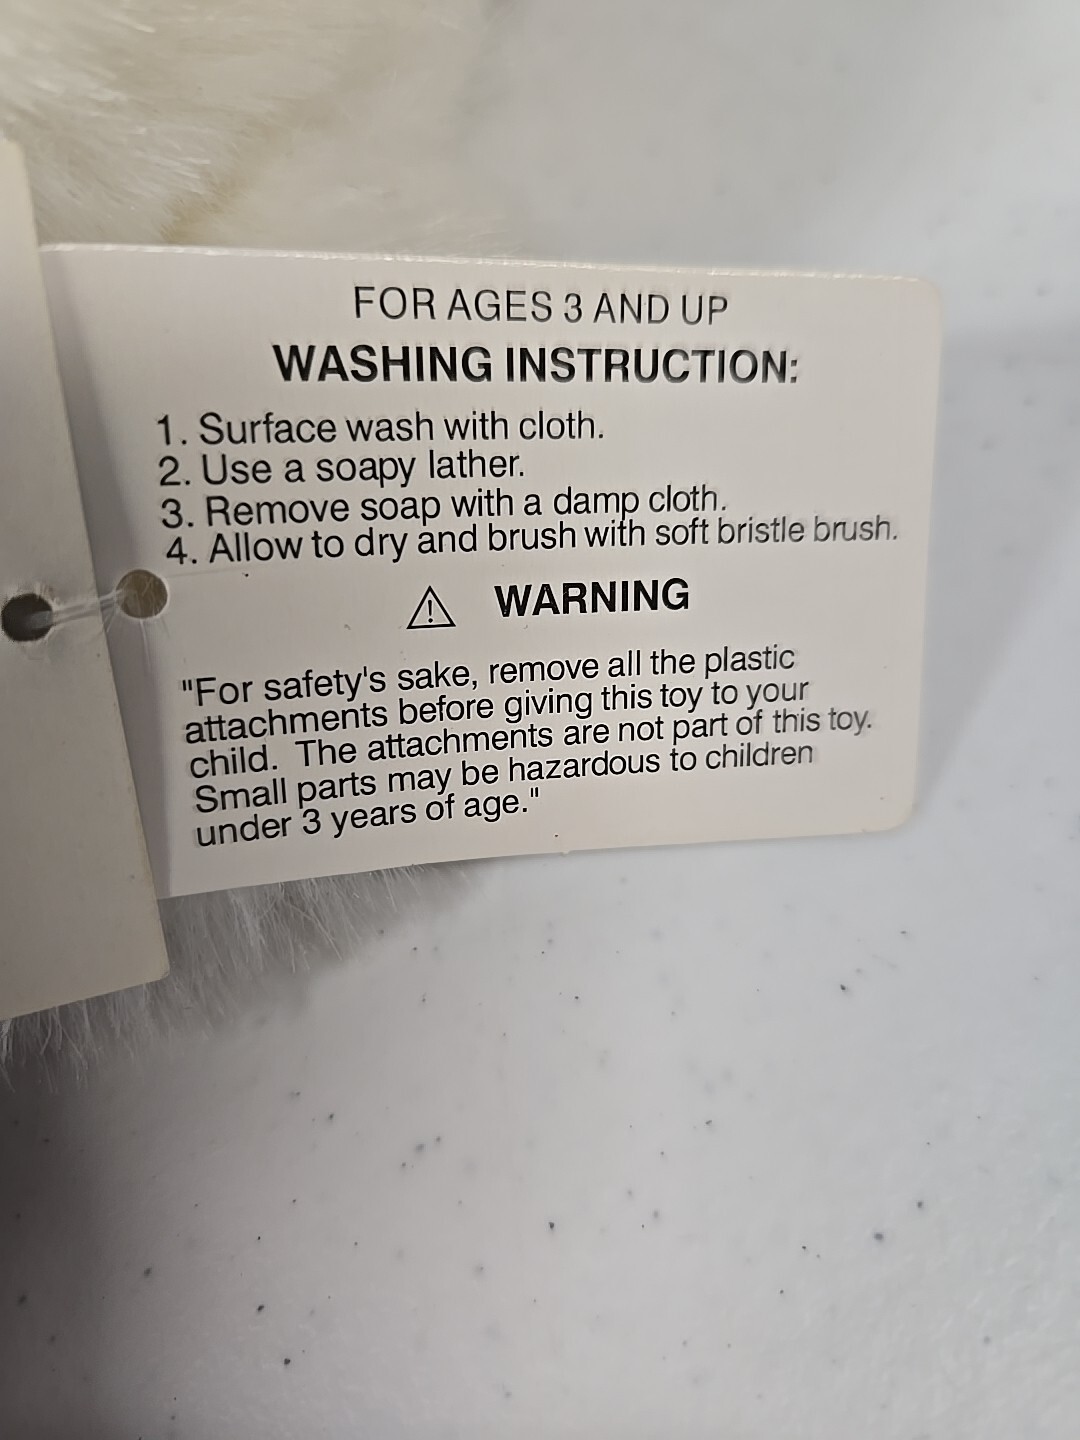 FOR AGES 3 AND UP
WASHING INSTRUCTION:
1. Surface wash with cloth.
2. Use a soapy lather.
3. Remove soap with a damp cloth.
4. Allow to dry and brush with soft bristle brush.
⚠ WARNING
"For safety's sake, remove all the plastic
attachments before giving this toy to your
child. The attachments are not part of this toy.
Small parts may be hazardous to children
under 3 years of age."